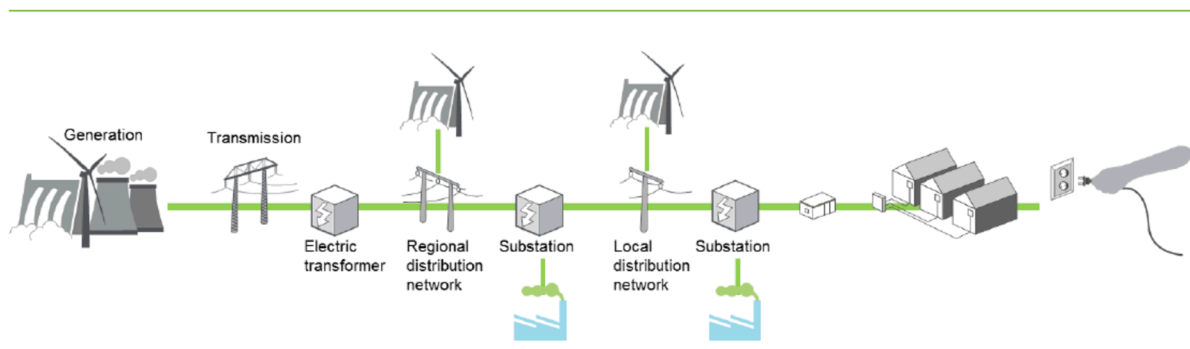 Generation
Transmission
Electric
transformer
Regional
distribution
network
Substation
Local
distribution
network
Substation